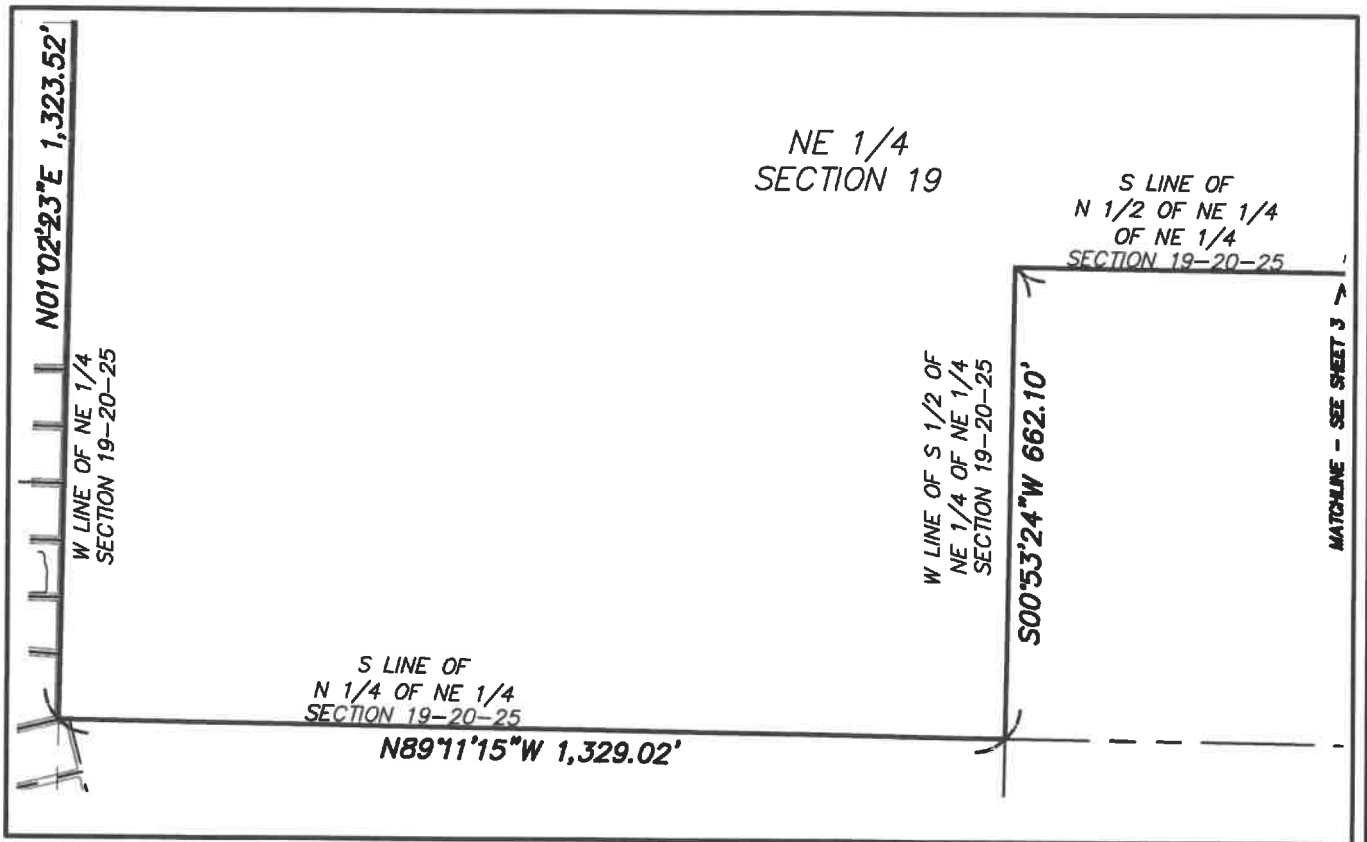 N01°02'23"E 1,323.52'
NE 1/4
SECTION 19
S LINE OF
N 1/2 OF NE 1/4
OF NE 1/4
SECTION 19-20-25
W LINE OF NE 1/4
SECTION 19-20-25
W LINE OF S 1/2 OF
NE 1/4 OF NE 1/4
SECTION 19-20-25
S00°53'24"W 662.10'
MATCHLINE - SEE SHEET 3
S LINE OF
N 1/4 OF NE 1/4
SECTION 19-20-25
N89°11'15"W 1,329.02'